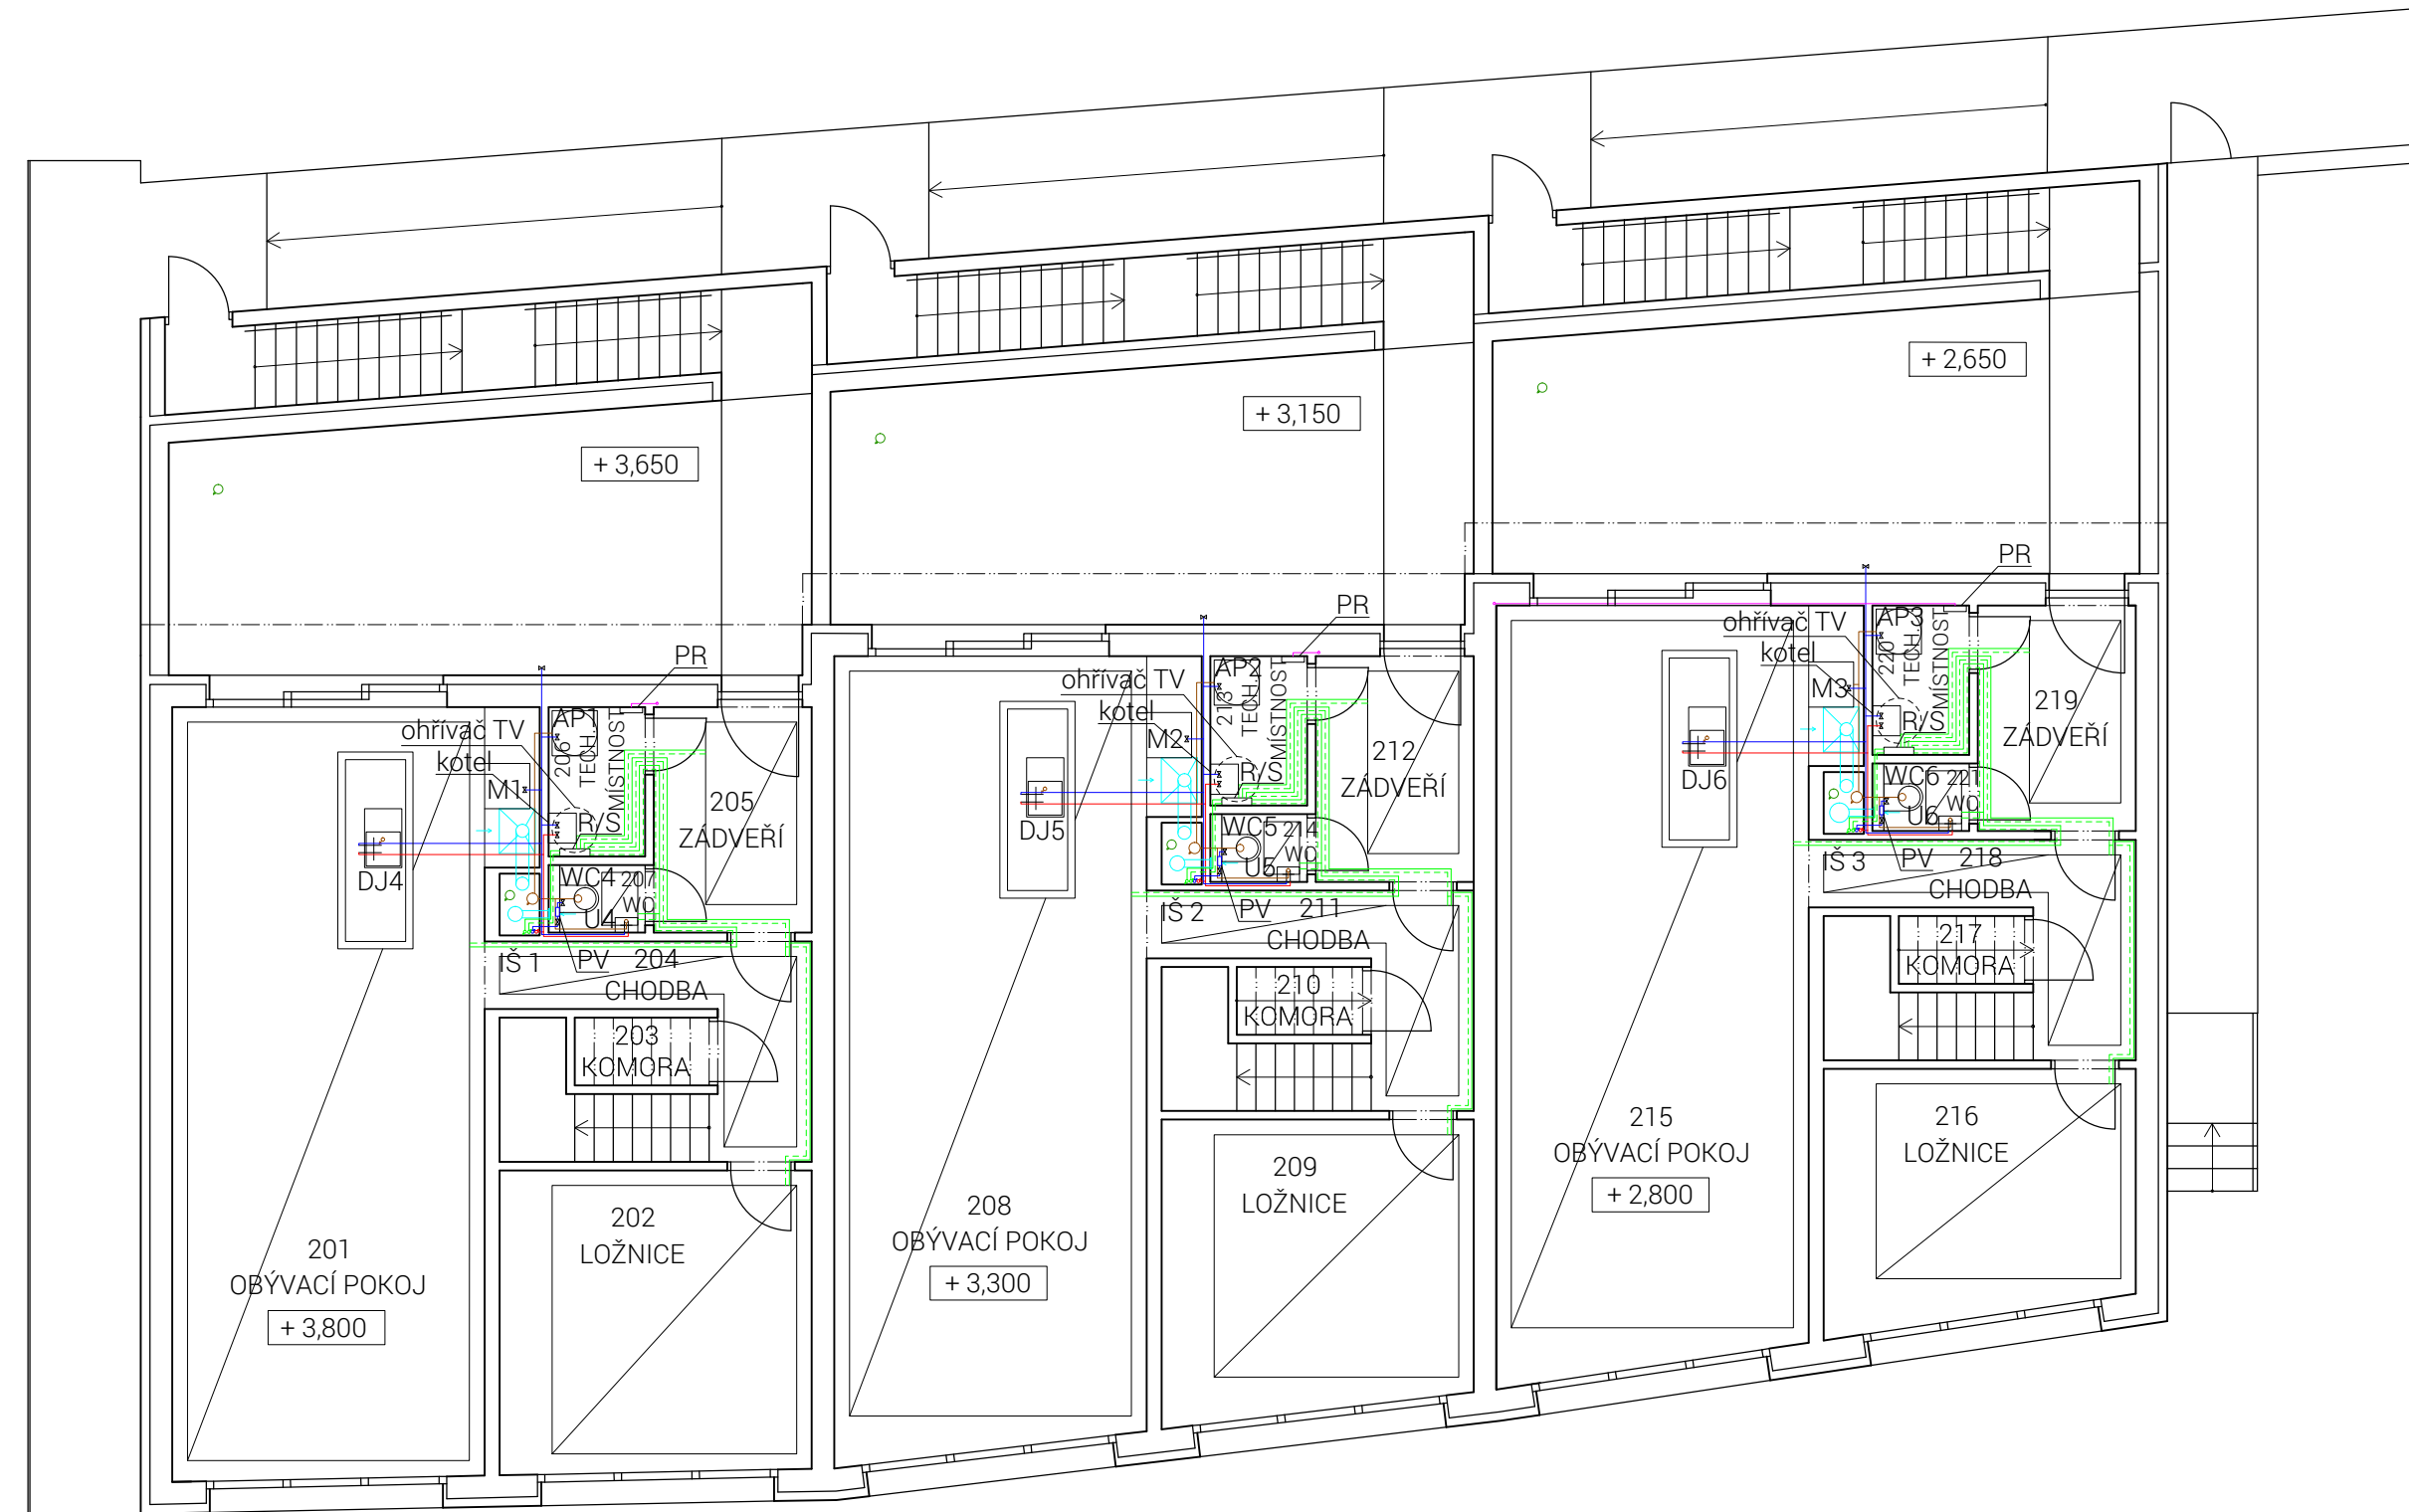 + 2,650
+ 3,150
+ 3,650
PR
PR
PR
ohřívač TV
kotel
M1
AP1
206
TECH.
MÍSTNOST
R/S
205
ZÁDVEŘÍ
DJ4
WC4
207
WC
U4
IŠ 1
PV
204
CHODBA
203
KOMORA
202
LOŽNICE
201
OBÝVACÍ POKOJ
+ 3,800
ohřívač TV
kotel
M2
AP2
213
TECH.
MÍSTNOST
R/S
212
ZÁDVEŘÍ
DJ5
WC5
214
WC
U5
IŠ 2
PV
211
CHODBA
210
KOMORA
209
LOŽNICE
208
OBÝVACÍ POKOJ
+ 3,300
ohřívač TV
kotel
M3
AP3
220
TECH.
MÍSTNOST
R/S
219
ZÁDVEŘÍ
DJ6
WC6
221
WC
U6
IŠ 3
PV
218
CHODBA
217
KOMORA
216
LOŽNICE
215
OBÝVACÍ POKOJ
+ 2,800